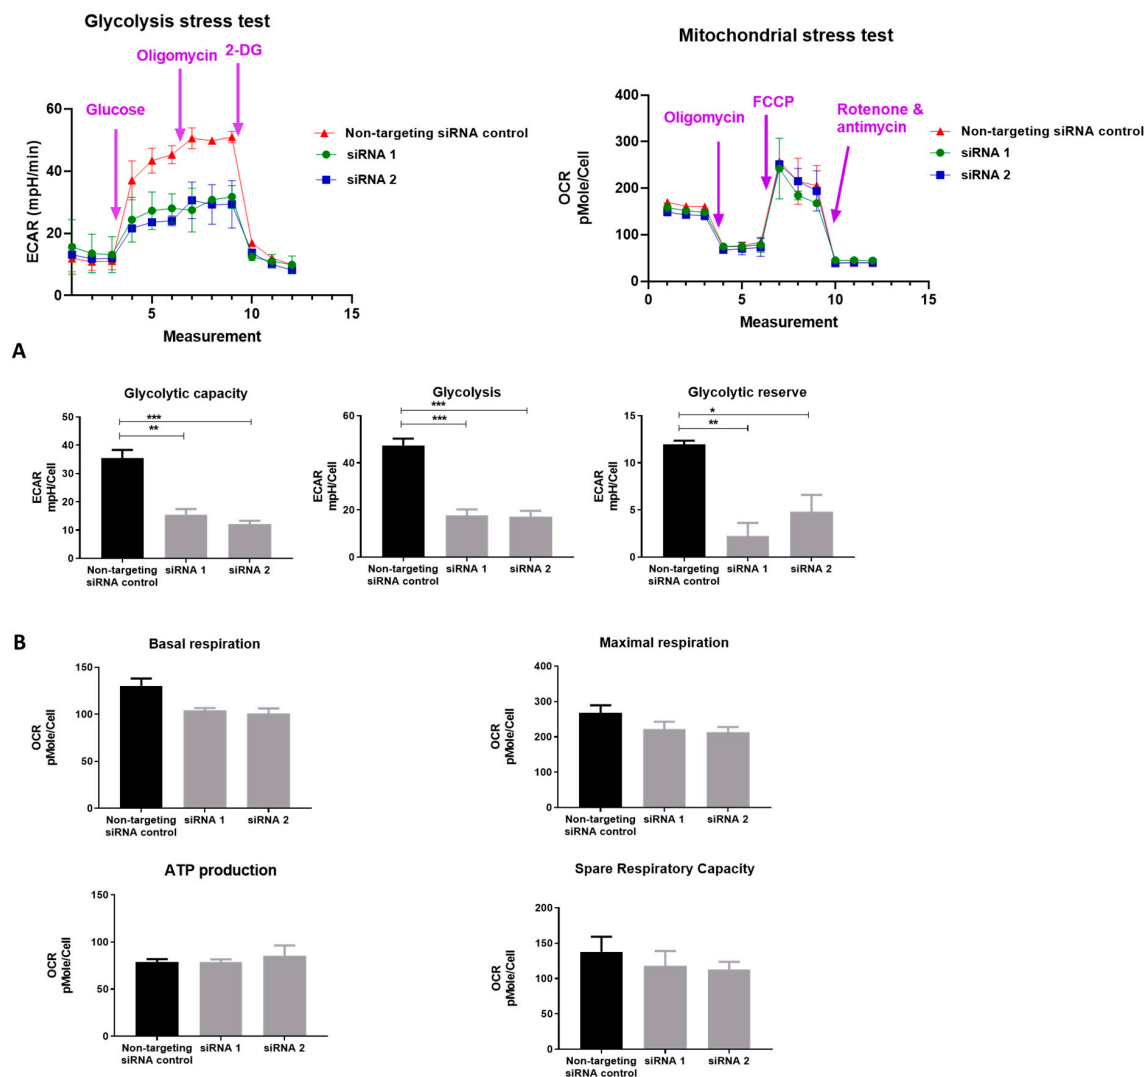 Glycolysis stress test
Oligomycin
2-DG
Glucose
60
40
20
0
ECAR (mpH/min)
5
10
15
Measurement
Non-targeting siRNA control
siRNA 1
siRNA 2
Mitochondrial stress test
400
300
200
100
0
OCR
pMole/Cell
Oligomycin
FCCP
Rotenone &
antimycin
0
5
10
15
Measurement
Non-targeting siRNA control
siRNA 1
siRNA 2
A
Glycolytic capacity
***
**
50
40
30
20
10
0
ECAR
mpH/Cell
Non-targeting
siRNA control
siRNA 1
siRNA 2
Glycolysis
***
***
60
40
20
0
ECAR
mpH/Cell
Non-targeting
siRNA control
siRNA 1
siRNA 2
Glycolytic reserve
*
**
15
10
5
0
ECAR
mpH/Cell
Non-targeting
siRNA control
siRNA 1
siRNA 2
B
Basal respiration
150
100
50
0
OCR
pMole/Cell
Non-targeting
siRNA control
siRNA 1
siRNA 2
Maximal respiration
400
300
200
100
0
OCR
pMole/Cell
Non-targeting
siRNA control
siRNA 1
siRNA 2
ATP production
150
100
50
0
OCR
pMole/Cell
Non-targeting
siRNA control
siRNA 1
siRNA 2
Spare Respiratory Capacity
200
150
100
50
0
OCR
pMole/Cell
Non-targeting
siRNA control
siRNA 1
siRNA 2